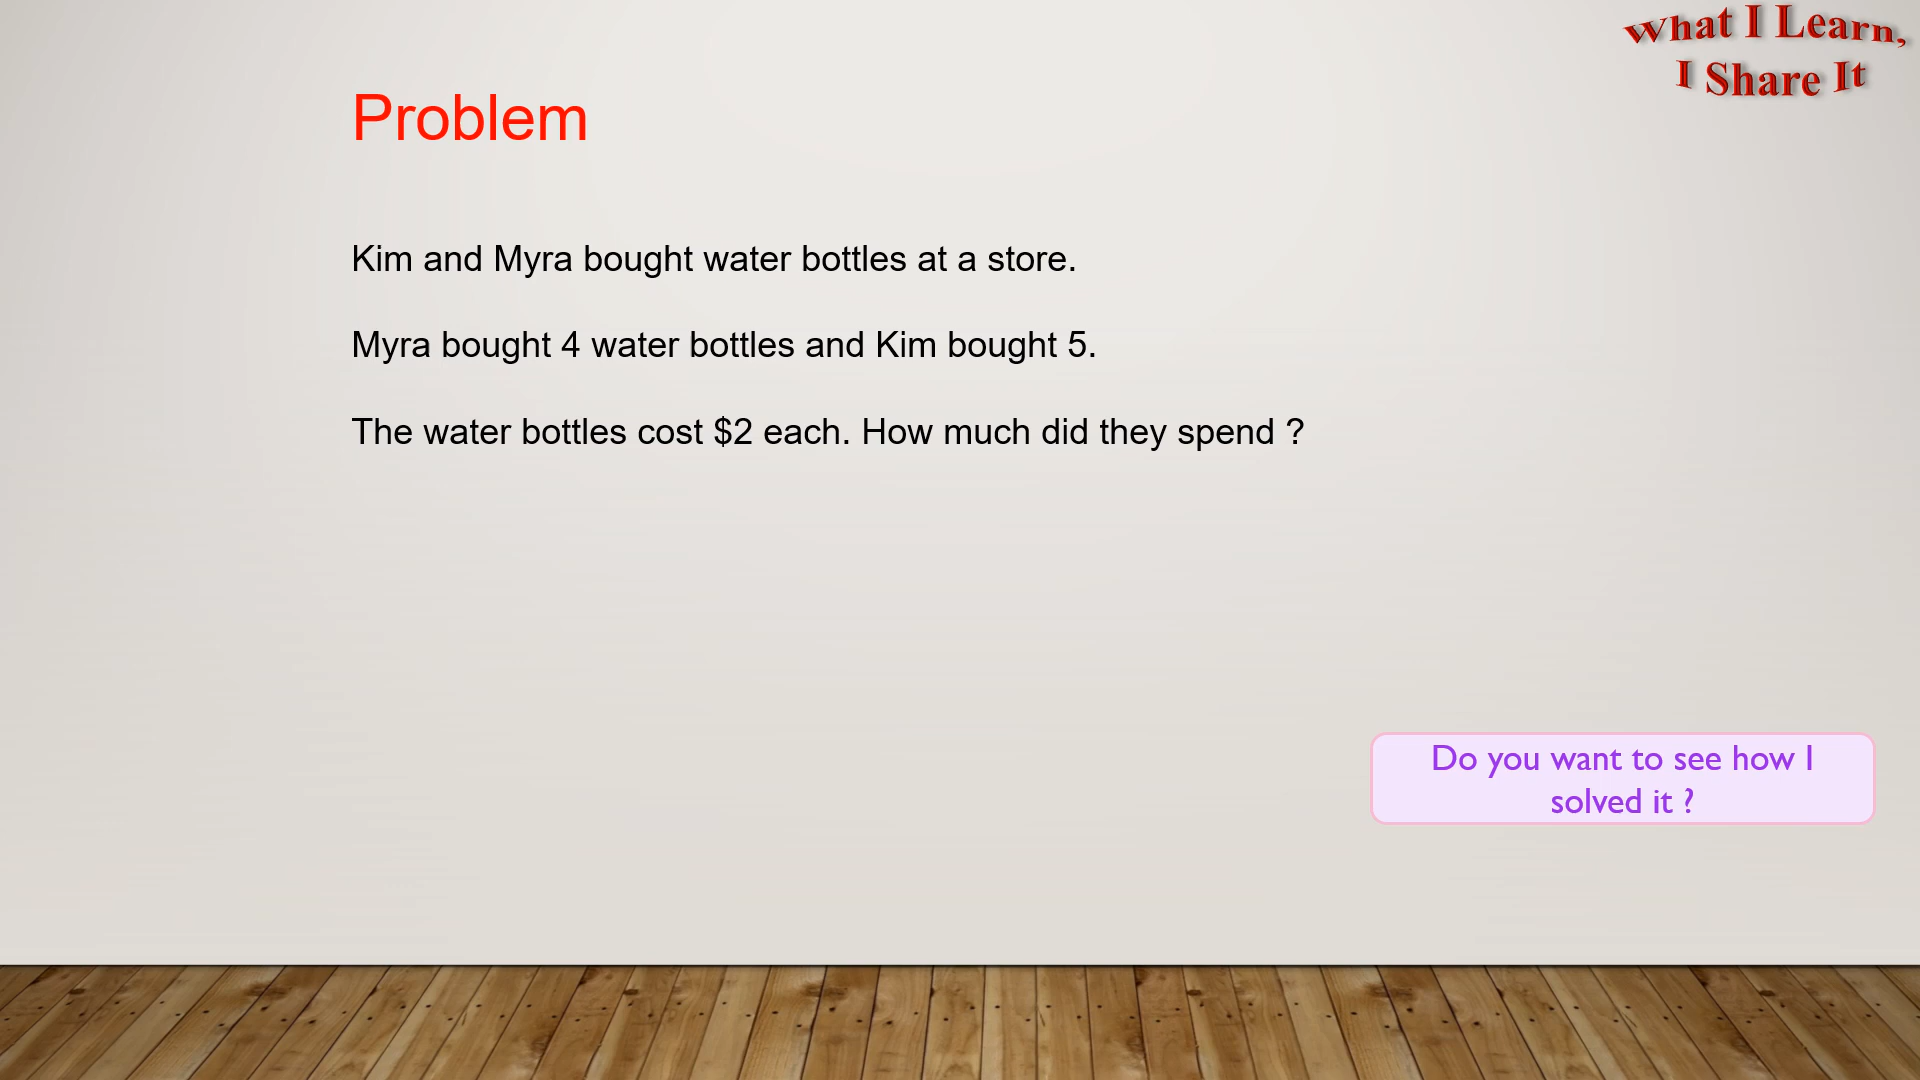 What I Learn,
I Share It
Problem
Kim and Myra bought water bottles at a store.
Myra bought 4 water bottles and Kim bought 5.
The water bottles cost $2 each. How much did they spend ?
Do you want to see how I
solved it ?